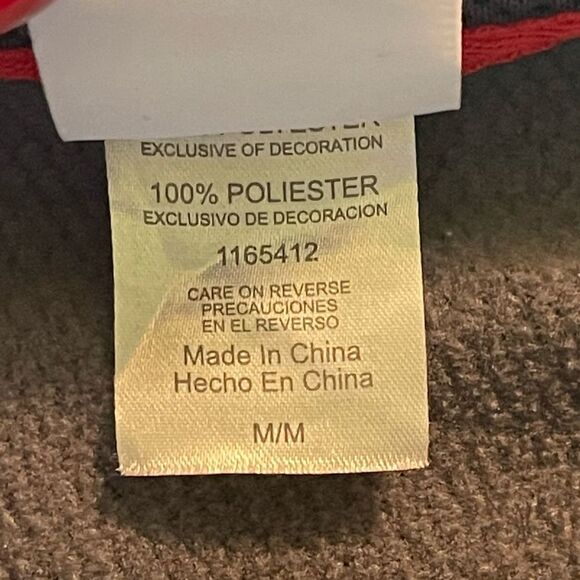 EXCLUSIVE OF DECORATION
100% POLIESTER
EXCLUSIVO DE DECORACION
1165412
CARE ON REVERSE
PRECAUCIONES
EN EL REVERSO
Made In China
Hecho En China
M/M